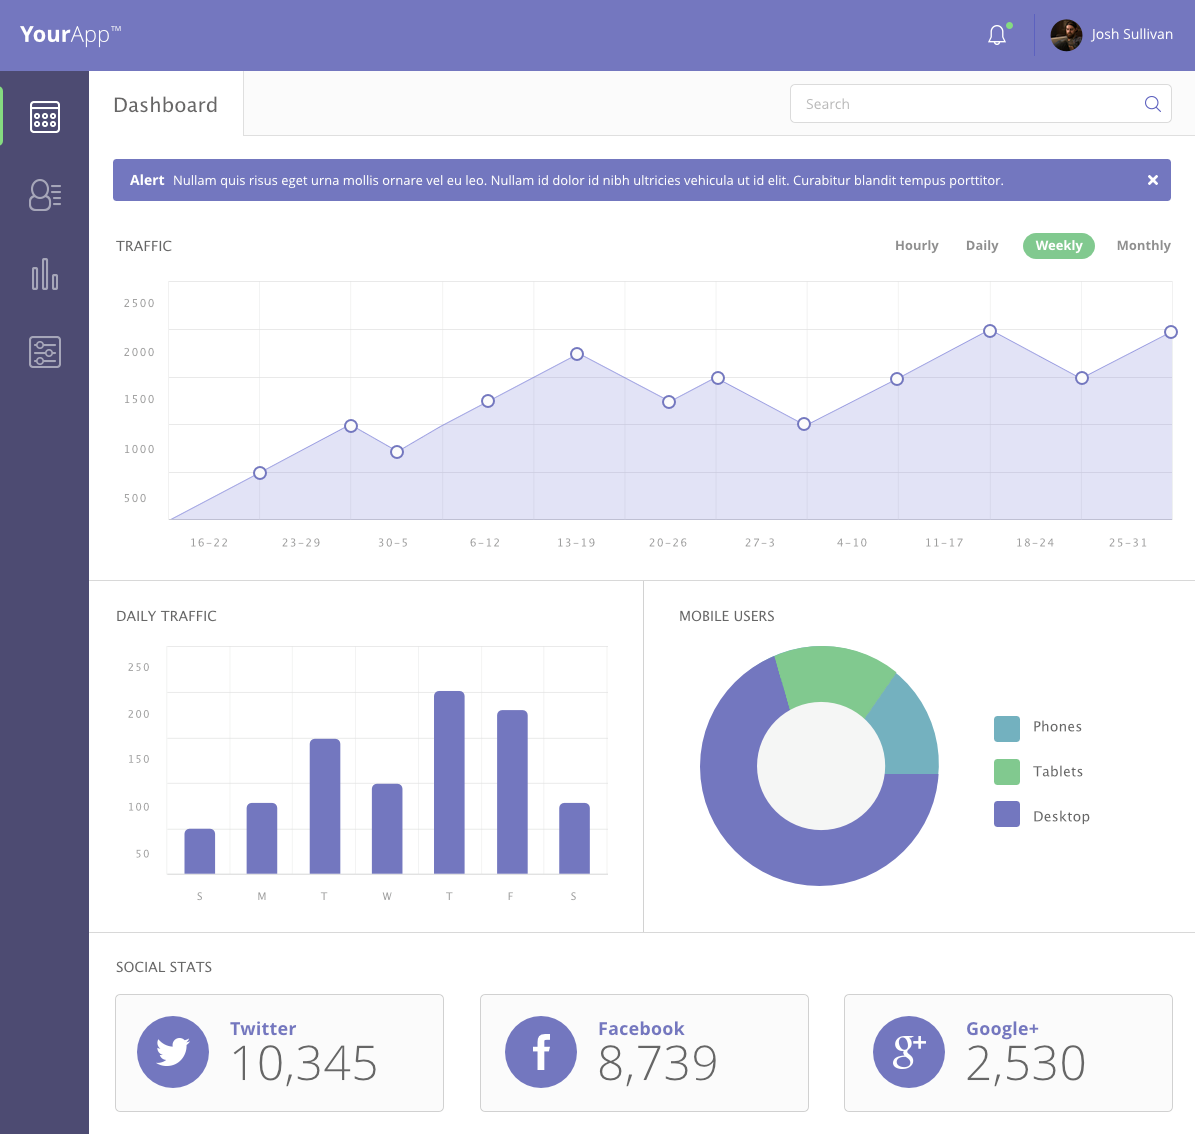 YourApp™
Josh Sullivan
Dashboard
Search
Alert Nullam quis risus eget urna mollis ornare vel eu leo. Nullam id dolor id nibh ultricies vehicula ut id elit. Curabitur blandit tempus porttitor.
TRAFFIC
Hourly Daily Weekly Monthly
2500
2000
1500
1000
500
16–22 23–29 30–5 6–12 13–19 20–26 27–3 4–10 11–17 18–24 25–31
DAILY TRAFFIC
250
200
150
100
50
S M T W T F S
MOBILE USERS
Phones
Tablets
Desktop
SOCIAL STATS
Twitter
10,345
Facebook
8,739
Google+
2,530